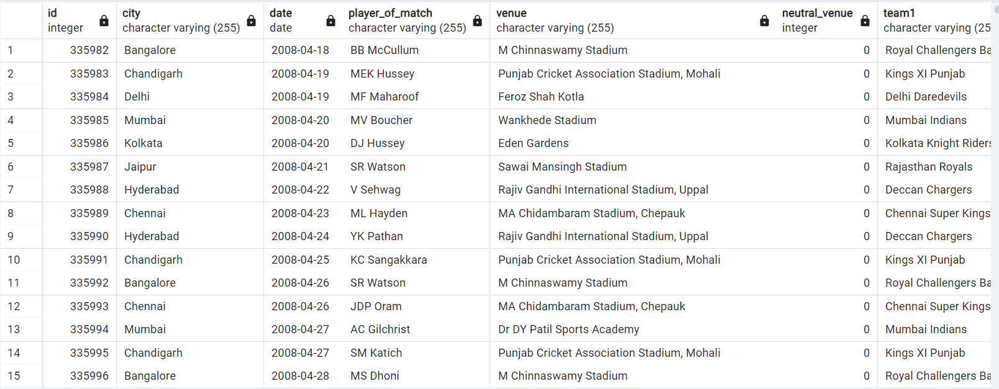 id city date player_of_match venue neutral_venue team1
integer character varying (255) date character varying (255) character varying (255) integer character varying (25
1 335982 Bangalore 2008-04-18 BB McCullum M Chinnaswamy Stadium 0 Royal Challengers Ba
2 335983 Chandigarh 2008-04-19 MEK Hussey Punjab Cricket Association Stadium, Mohali 0 Kings XI Punjab
3 335984 Delhi 2008-04-19 MF Maharoof Feroz Shah Kotla 0 Delhi Daredevils
4 335985 Mumbai 2008-04-20 MV Boucher Wankhede Stadium 0 Mumbai Indians
5 335986 Kolkata 2008-04-20 DJ Hussey Eden Gardens 0 Kolkata Knight Riders
6 335987 Jaipur 2008-04-21 SR Watson Sawai Mansingh Stadium 0 Rajasthan Royals
7 335988 Hyderabad 2008-04-22 V Sehwag Rajiv Gandhi International Stadium, Uppal 0 Deccan Chargers
8 335989 Chennai 2008-04-23 ML Hayden MA Chidambaram Stadium, Chepauk 0 Chennai Super Kings
9 335990 Hyderabad 2008-04-24 YK Pathan Rajiv Gandhi International Stadium, Uppal 0 Deccan Chargers
10 335991 Chandigarh 2008-04-25 KC Sangakkara Punjab Cricket Association Stadium, Mohali 0 Kings XI Punjab
11 335992 Bangalore 2008-04-26 SR Watson M Chinnaswamy Stadium 0 Royal Challengers Ba
12 335993 Chennai 2008-04-26 JDP Oram MA Chidambaram Stadium, Chepauk 0 Chennai Super Kings
13 335994 Mumbai 2008-04-27 AC Gilchrist Dr DY Patil Sports Academy 0 Mumbai Indians
14 335995 Chandigarh 2008-04-27 SM Katich Punjab Cricket Association Stadium, Mohali 0 Kings XI Punjab
15 335996 Bangalore 2008-04-28 MS Dhoni M Chinnaswamy Stadium 0 Royal Challengers Ba